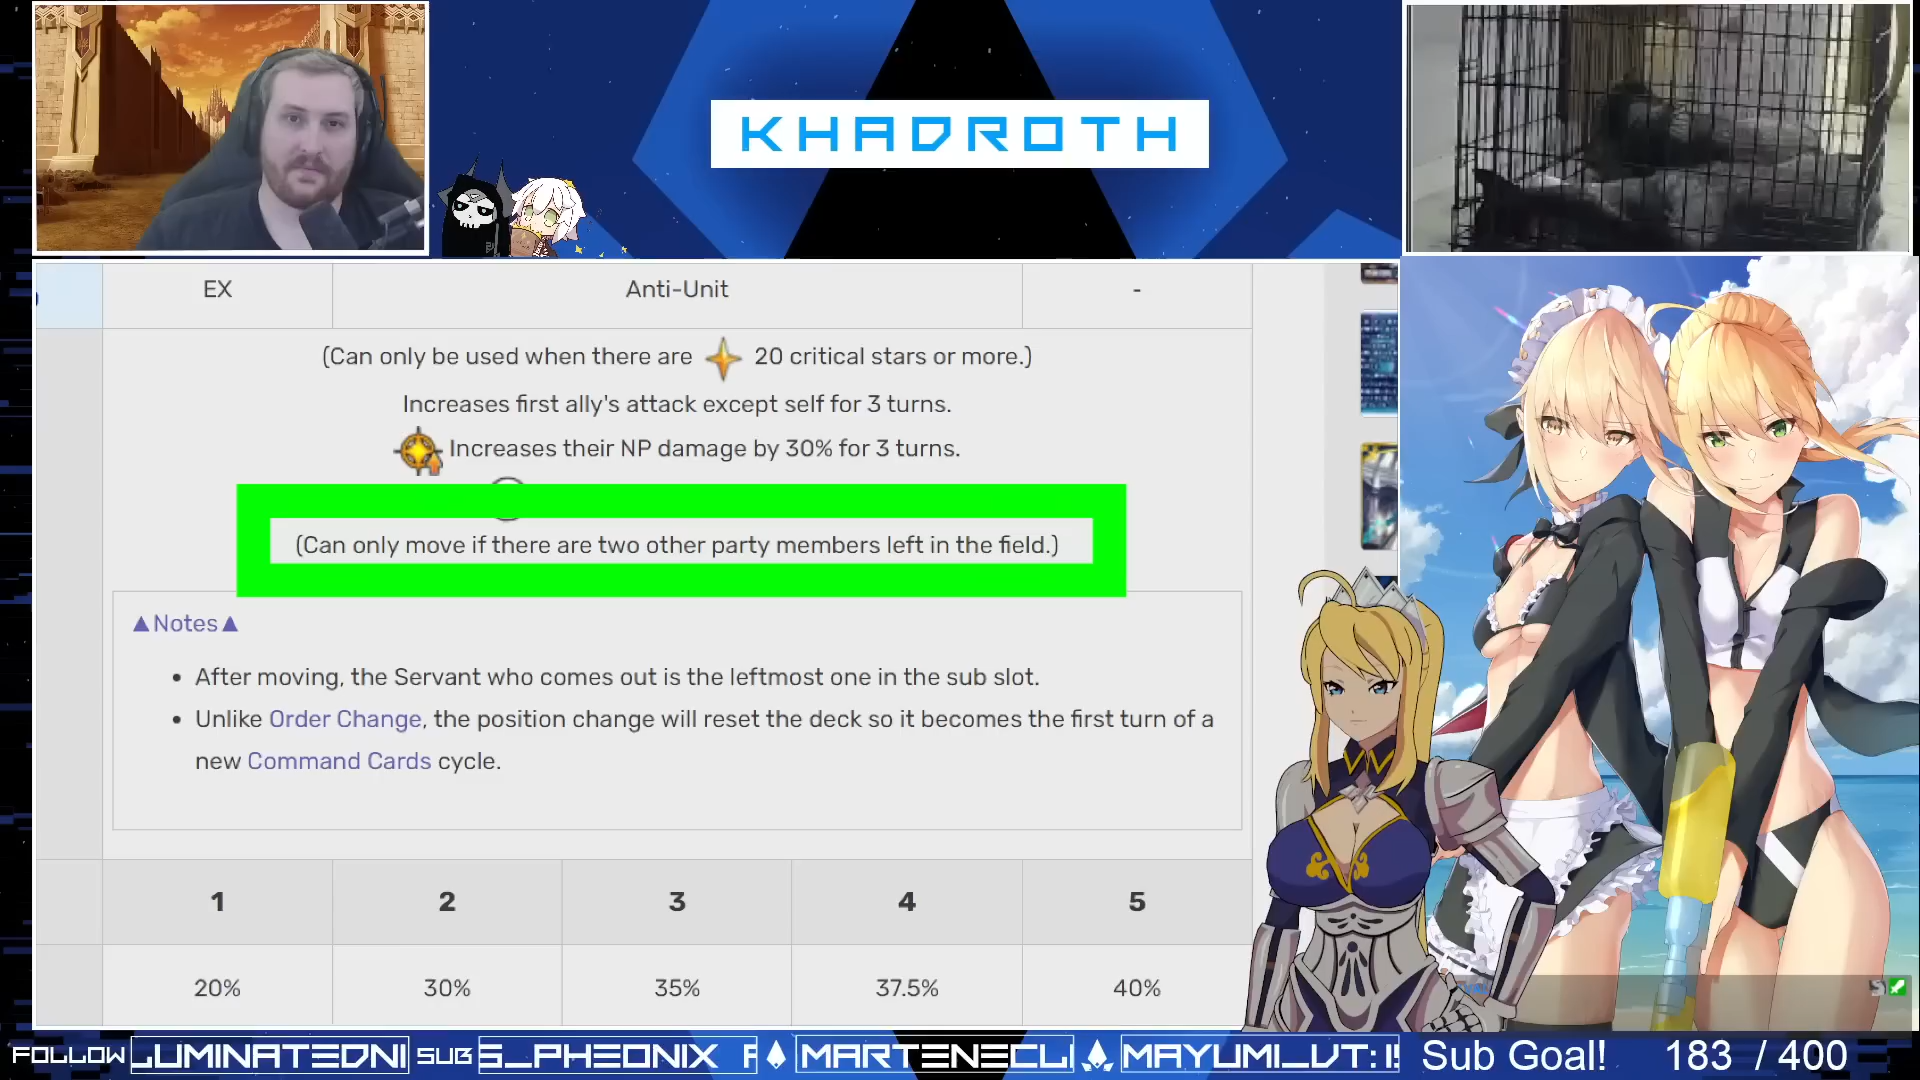 KHADROTH
EX
Anti-Unit
-
(Can only be used when there are 20 critical stars or more.)
Increases first ally's attack except self for 3 turns.
Increases their NP damage by 30% for 3 turns.
(Can only move if there are two other party members left in the field.)
▲Notes▲
• After moving, the Servant who comes out is the leftmost one in the sub slot.
• Unlike Order Change, the position change will reset the deck so it becomes the first turn of a
new Command Cards cycle.
1 2 3 4 5
20% 30% 35% 37.5% 40%
FOLLOW LUMINATEDNI SUB S_PHEONIX MARTENECL MAYUMI_VT: Sub Goal! 183 / 400